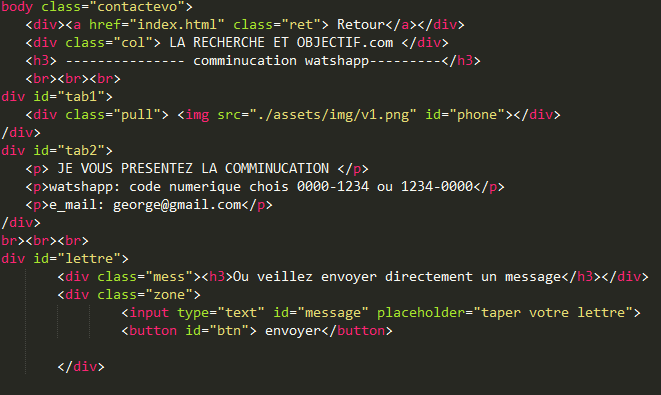 body class="contactevo">
<div><a href="index.html" class="ret"> Retour</a></div>
<div class="col"> LA RECHERCHE ET OBJECTIF.com </div>
<h3> --------------- comminucation watshapp---------</h3>
<br><br><br>
div id="tab1">
<div class="pull"> <img src="./assets/img/v1.png" id="phone"></div>
/div>
div id="tab2">
<p> JE VOUS PRESENTEZ LA COMMINUCATION </p>
<p>watshapp: code numerique chois 0000-1234 ou 1234-0000</p>
<p>e_mail: george@gmail.com</p>
/div>
br><br><br>
div id="lettre">
<div class="mess"><h3>Ou veillez envoyer directement un message</h3></div>
<div class="zone">
<input type="text" id="message" placeholder="taper votre lettre">
<button id="btn"> envoyer</button>
</div>